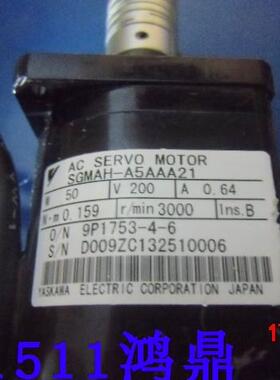 AC SERVO MOTOR
SGMAH-A5AAA21
W 50 V 200 A 0.64
N·m 0.159 r/min 3000 Ins.B
O/N 9P1753-4-6
S/N D009ZC132510006
YASKAWA ELECTRIC CORPORATION JAPAN
1511鸿鼎